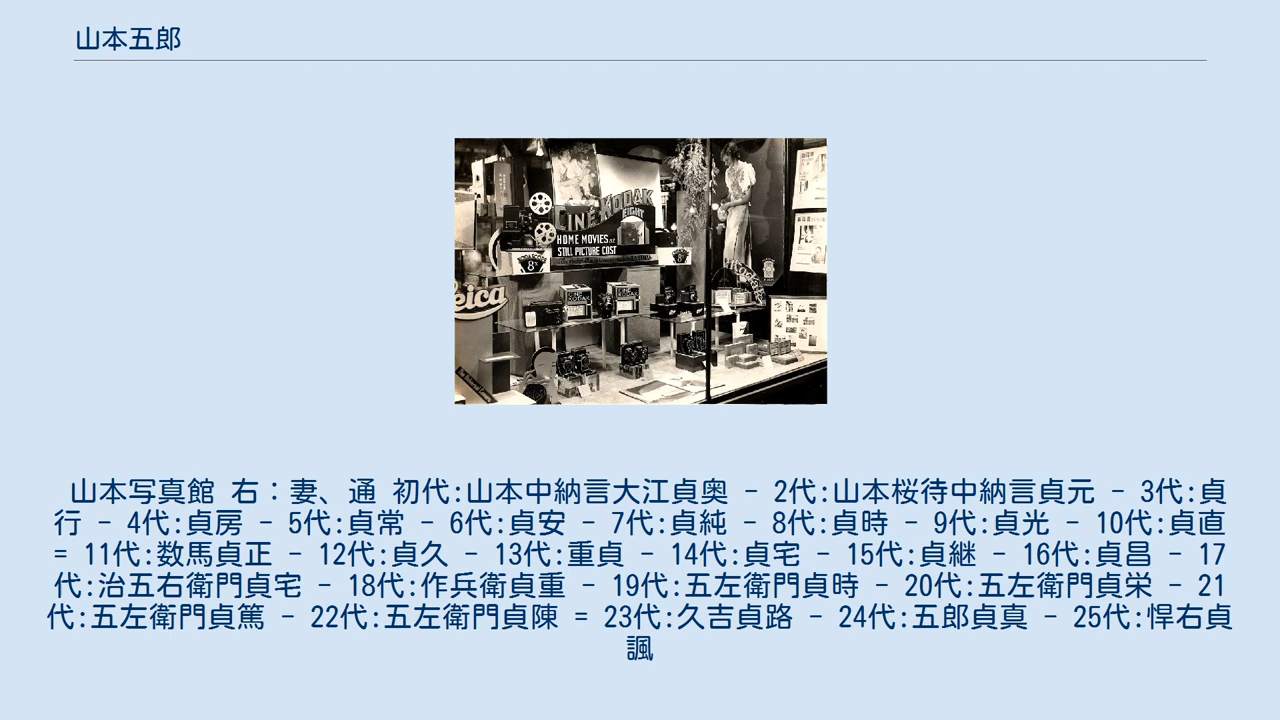 山本五郎
CINÉ KODAK
EIGHT
HOME MOVIES AT
STILL PICTURE COST
eica
山本写真館 右：妻、通 初代:山本中納言大江貞奥 - 2代:山本桜待中納言貞元 - 3代:貞
行 - 4代:貞房 - 5代:貞常 - 6代:貞安 - 7代:貞純 - 8代:貞時 - 9代:貞光 - 10代:貞直
= 11代:数馬貞正 - 12代:貞久 - 13代:重貞 - 14代:貞宅 - 15代:貞継 - 16代:貞昌 - 17
代:治五右衛門貞宅 - 18代:作兵衛貞重 - 19代:五左衛門貞時 - 20代:五左衛門貞栄 - 21
代:五左衛門貞篤 - 22代:五左衛門貞陳 = 23代:久吉貞路 - 24代:五郎貞真 - 25代:悍右貞
諷